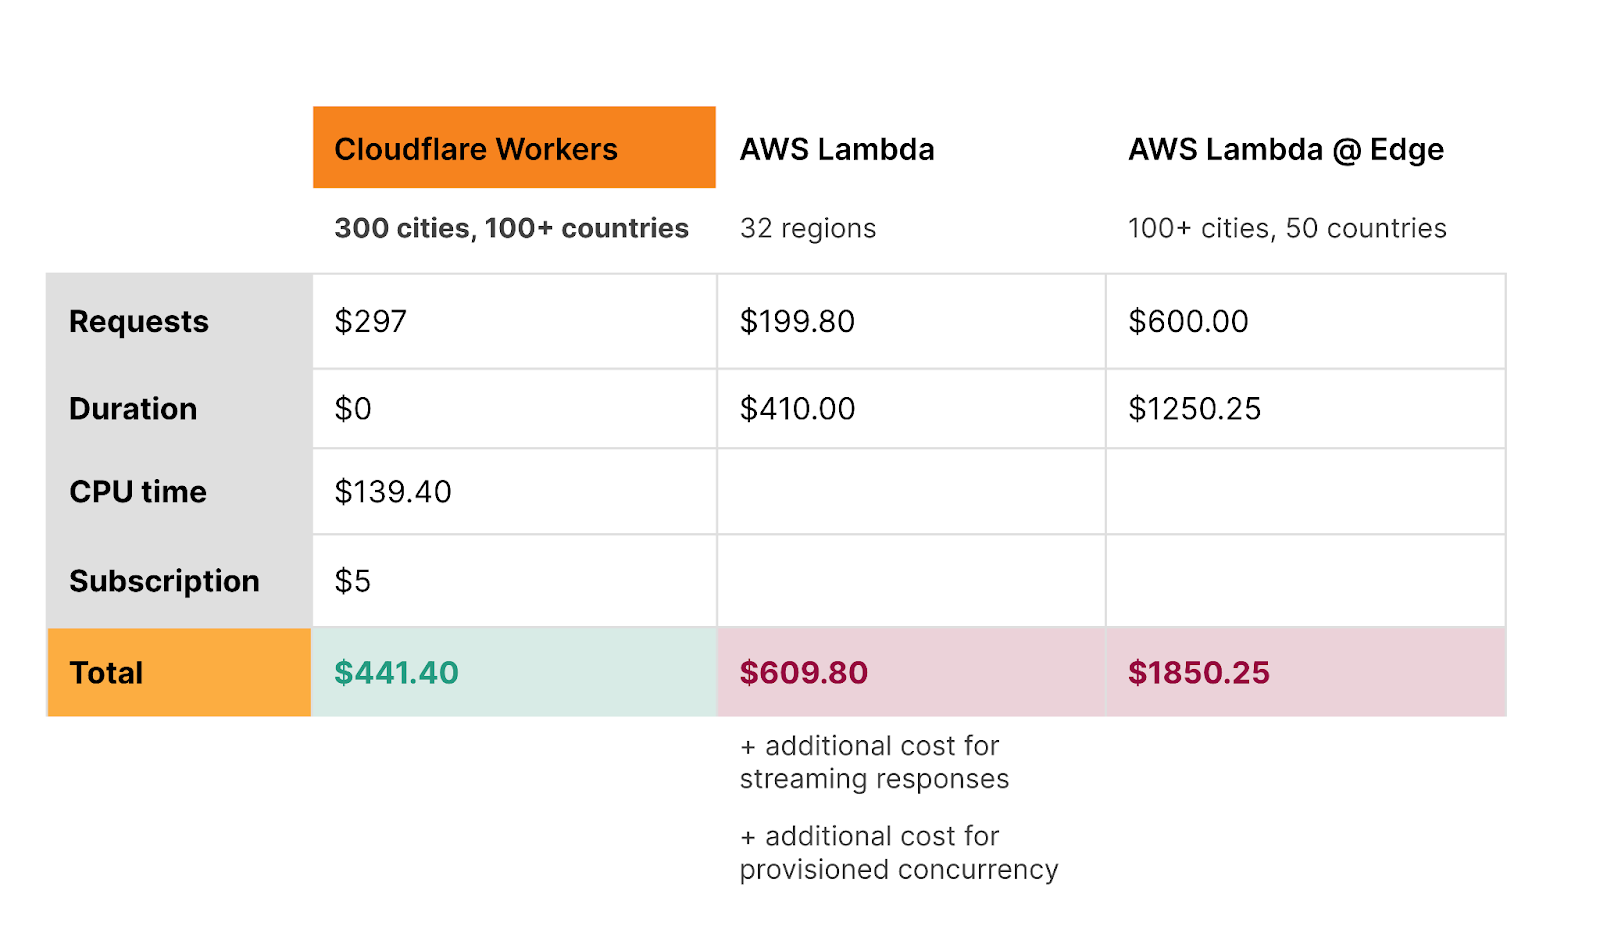 Cloudflare Workers AWS Lambda AWS Lambda @ Edge
300 cities, 100+ countries 32 regions 100+ cities, 50 countries
Requests $297 $199.80 $600.00
Duration $0 $410.00 $1250.25
CPU time $139.40
Subscription $5
Total $441.40 $609.80 $1850.25
+ additional cost for
streaming responses
+ additional cost for
provisioned concurrency